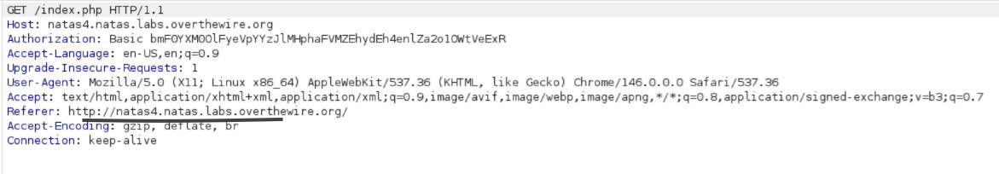 GET /index.php HTTP/1.1
Host: natas4.natas.labs.overthewire.org
Authorization: Basic bmF0YXM0OlFyeVpYYzJlMHphaFVMZEhydEh4enlZa2o1OWtVeExR
Accept-Language: en-US,en;q=0.9
Upgrade-Insecure-Requests: 1
User-Agent: Mozilla/5.0 (X11; Linux x86_64) AppleWebKit/537.36 (KHTML, like Gecko) Chrome/146.0.0.0 Safari/537.36
Accept: text/html,application/xhtml+xml,application/xml;q=0.9,image/avif,image/webp,image/apng,*/*;q=0.8,application/signed-exchange;v=b3;q=0.7
Referer: http://natas4.natas.labs.overthewire.org/
Accept-Encoding: gzip, deflate, br
Connection: keep-alive